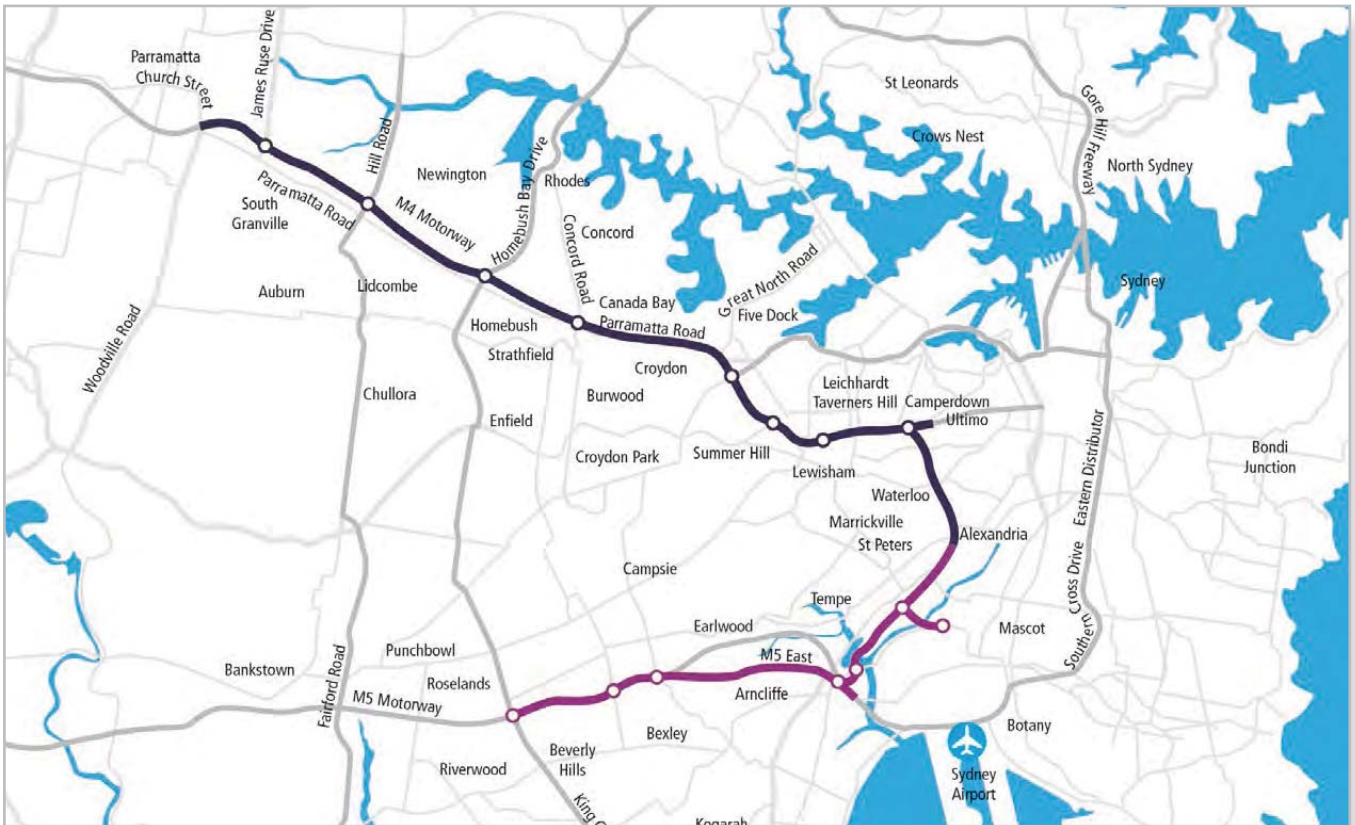 Parramatta
Church Street
James Ruse Drive
St Leonards
Gore Hill Freeway
Hill Road
Crows Nest
Newington
Homebush Bay Drive
Rhodes
North Sydney
Parramatta Road
South
Granville
M4 Motorway
Concord Road
Concord
Great North Road
Sydney
Auburn
Lidcombe
Canada Bay
Five Dock
Woodville Road
Homebush
Parramatta Road
Strathfield
Croydon
Leichhardt
Taverners Hill
Camperdown
Ultimo
Chullora
Burwood
Enfield
Eastern Distributor
Croydon Park
Summer Hill
Lewisham
Bondi
Junction
Waterloo
Marrickville
St Peters
Alexandria
Campsie
Tempe
Southern Cross Drive
Earlwood
Mascot
Punchbowl
M5 East
Bankstown
Roselands
Fairford Road
M5 Motorway
Arncliffe
Botany
Bexley
Beverly
Hills
Riverwood
Sydney
Airport
King
Kogarah